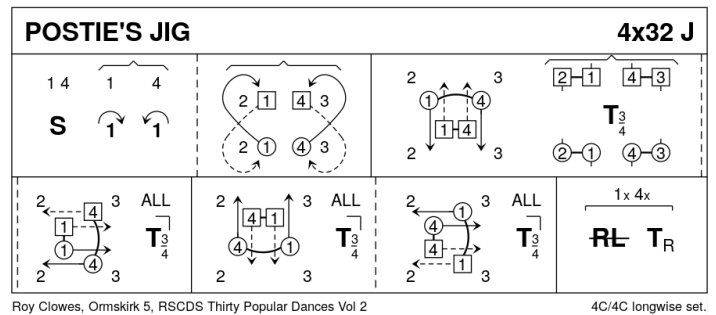 POSTIE'S JIG 4x32 J
1 4 1 4
S 1 1
2 1 4 3
2 1 4 3
2 3
1 4
1 4
2 3
2 1 4 3
T 3/4
2 1 4 3
2 4 3 ALL
1
1 T 3/4
2 4 3
2 3 ALL
4 1
4 1 T 3/4
2 3
2 1 3 ALL
4
4 T 3/4
2 1 3
1x 4x
RL TR
Roy Clowes, Ormskirk 5, RSCDS Thirty Popular Dances Vol 2 4C/4C longwise set.